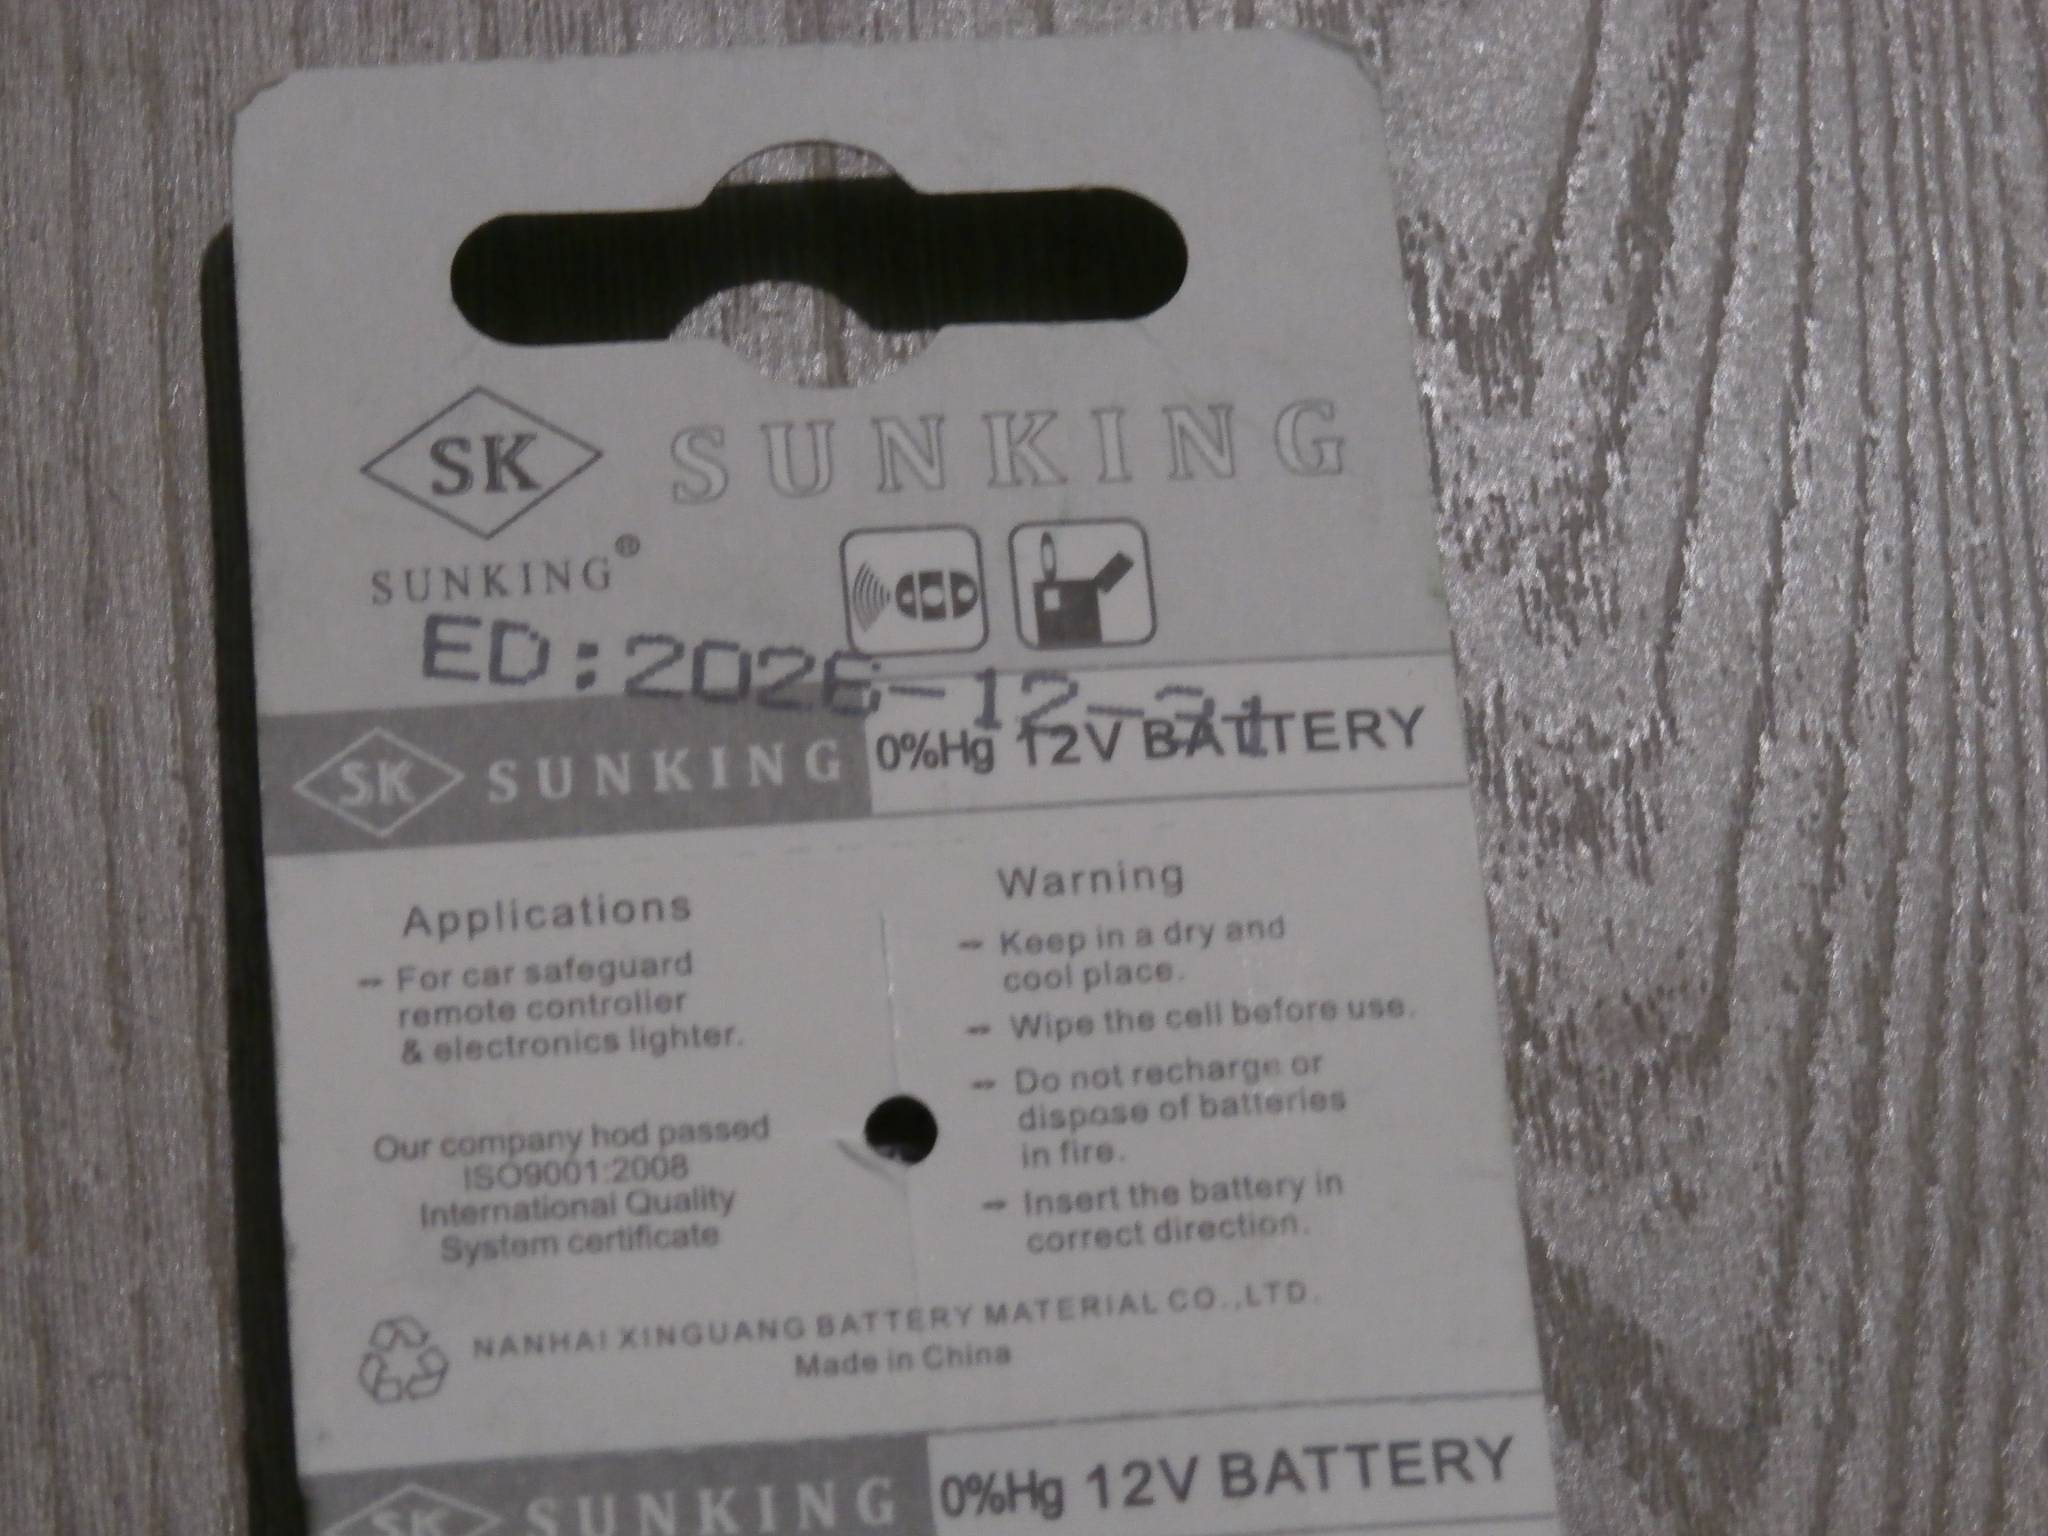 SK
SUNKING
SUNKING®
ED:2026-12-31
SK SUNKING 0%Hg 12V BATTERY
Applications
-- For car safeguard
remote controller
& electronics lighter.
Our company hod passed
ISO9001:2008
International Quality
System certificate
Warning
-- Keep in a dry and
cool place.
-- Wipe the cell before use.
-- Do not recharge or
dispose of batteries
in fire.
-- Insert the battery in
correct direction.
NANHAI XINGUANG BATTERY MATERIAL CO.,LTD.
Made in China
SK SUNKING 0%Hg 12V BATTERY